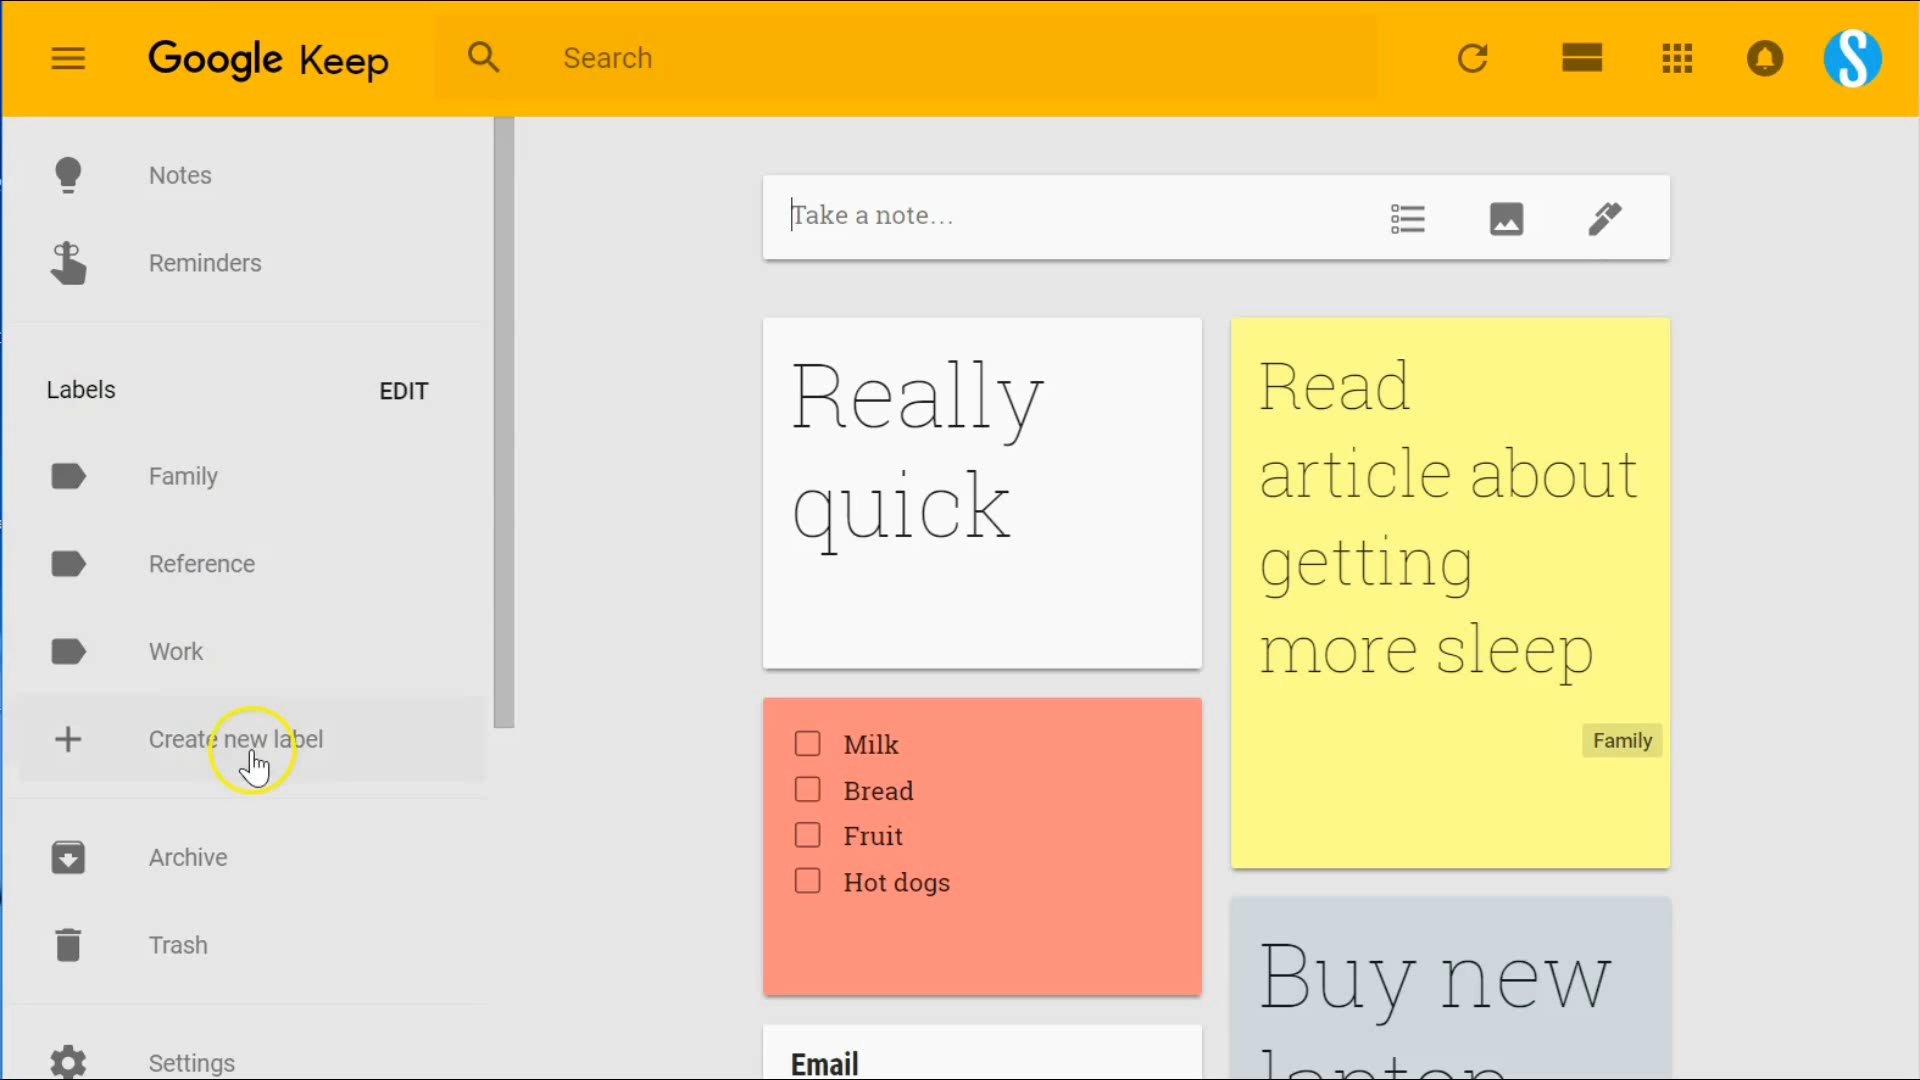 Google Keep
Search
S
Notes
Reminders
Labels
EDIT
Family
Reference
Work
Create new label
Archive
Trash
Settings
Take a note...
Really
quick
Milk
Bread
Fruit
Hot dogs
Email
Read
article about
getting
more sleep
Family
Buy new
laptop